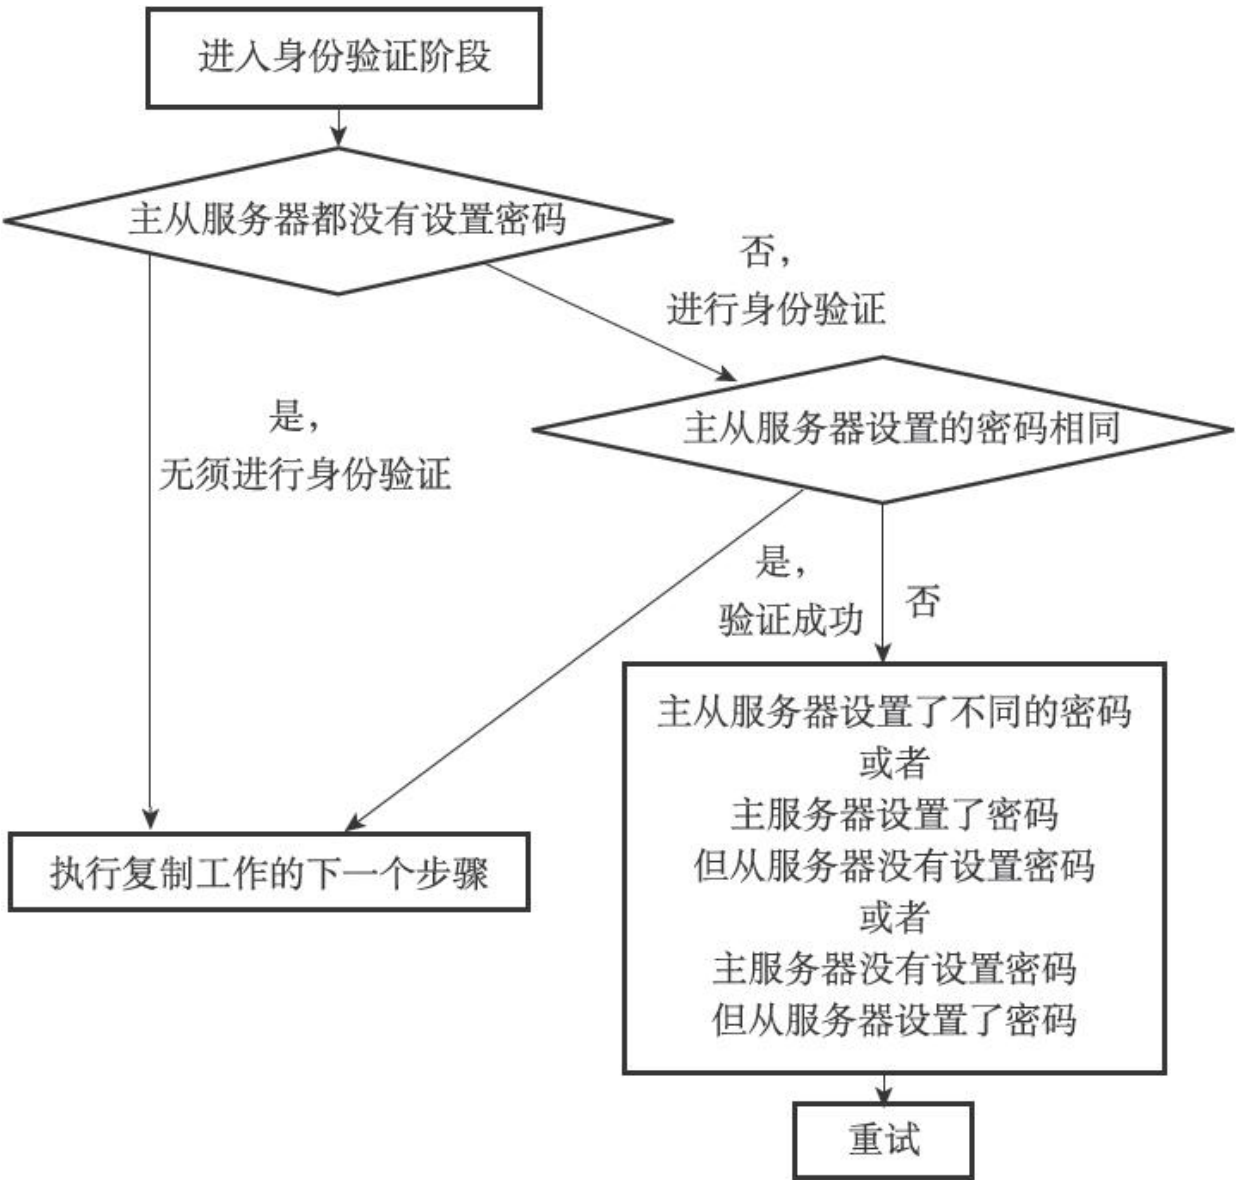 进入身份验证阶段
主从服务器都没有设置密码
否，
进行身份验证
是，
无须进行身份验证
主从服务器设置的密码相同
是，
验证成功
否
主从服务器设置了不同的密码
或者
主服务器设置了密码
但从服务器没有设置密码
或者
主服务器没有设置密码
但从服务器设置了密码
执行复制工作的下一个步骤
重试